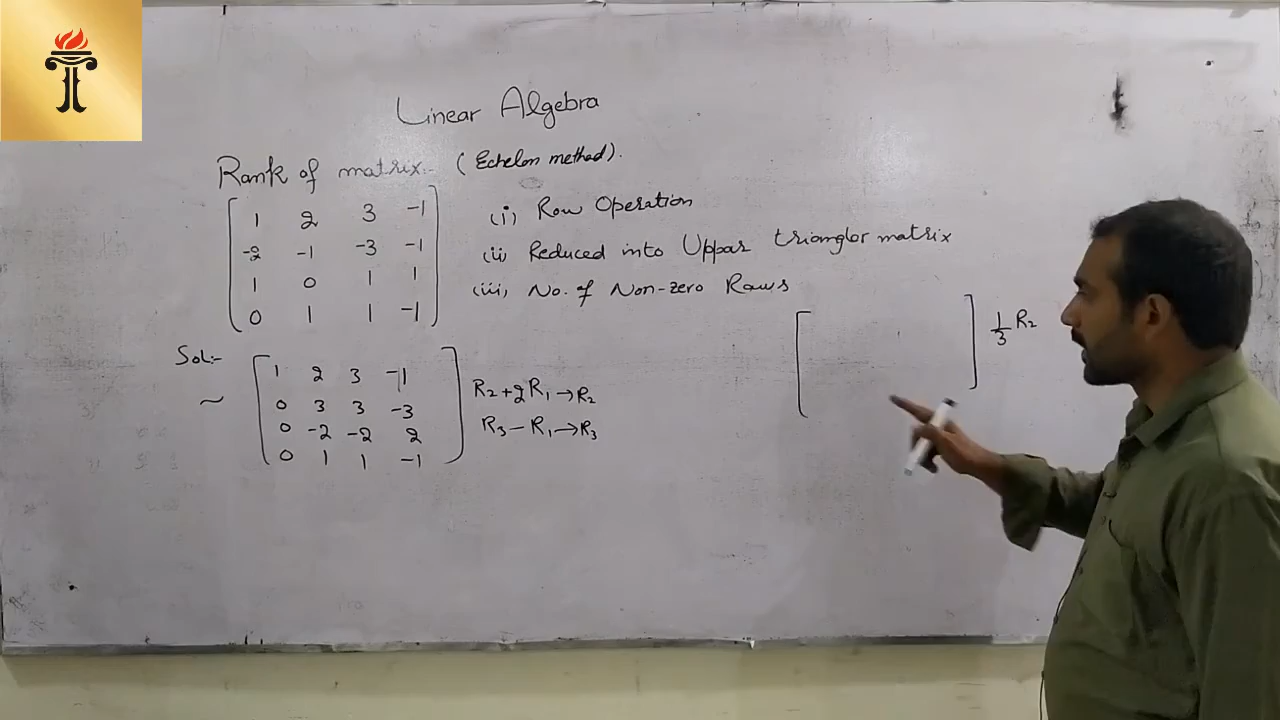 Linear Algebra
Rank of matrix:- (Echelon method).
1 2 3 -1
-2 -1 -3 -1
1 0 1 1
0 1 1 -1
(i) Row Operation
(ii) Reduced into Uppar trianglor matrix
(iii) No. of Non-zero Raws
Sol:-
~
1 2 3 -1
0 3 3 -3
0 -2 -2 2
0 1 1 -1
R2+2R1→R2
R3-R1→R3
1/3 R2